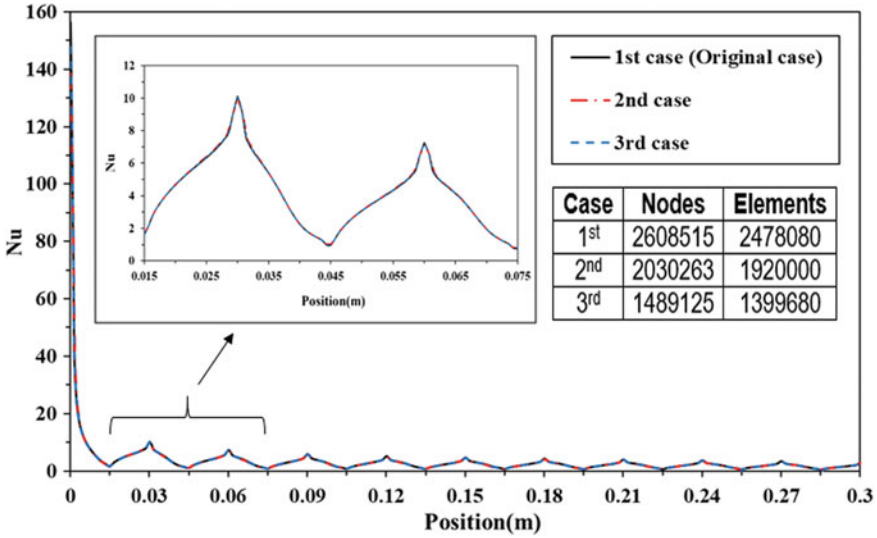 160
140
120
100
80
60
40
20
0
Nu
12
10
8
6
4
2
0
Nu
0.015 0.025 0.035 0.045 0.055 0.065 0.075
Position(m)
1st case (Original case)
2nd case
3rd case
Case Nodes Elements
1st 2608515 2478080
2nd 2030263 1920000
3rd 1489125 1399680
0 0.03 0.06 0.09 0.12 0.15 0.18 0.21 0.24 0.27 0.3
Position(m)